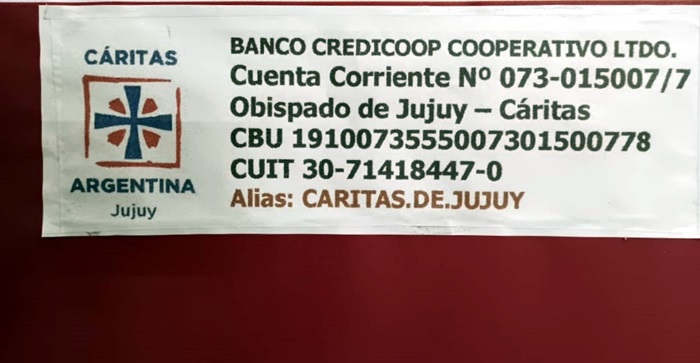 CÁRITAS
ARGENTINA
Jujuy
BANCO CREDICOOP COOPERATIVO LTDO.
Cuenta Corriente Nº 073-015007/7
Obispado de Jujuy – Cáritas
CBU 1910073555007301500778
CUIT 30-71418447-0
Alias: CARITAS.DE.JUJUY